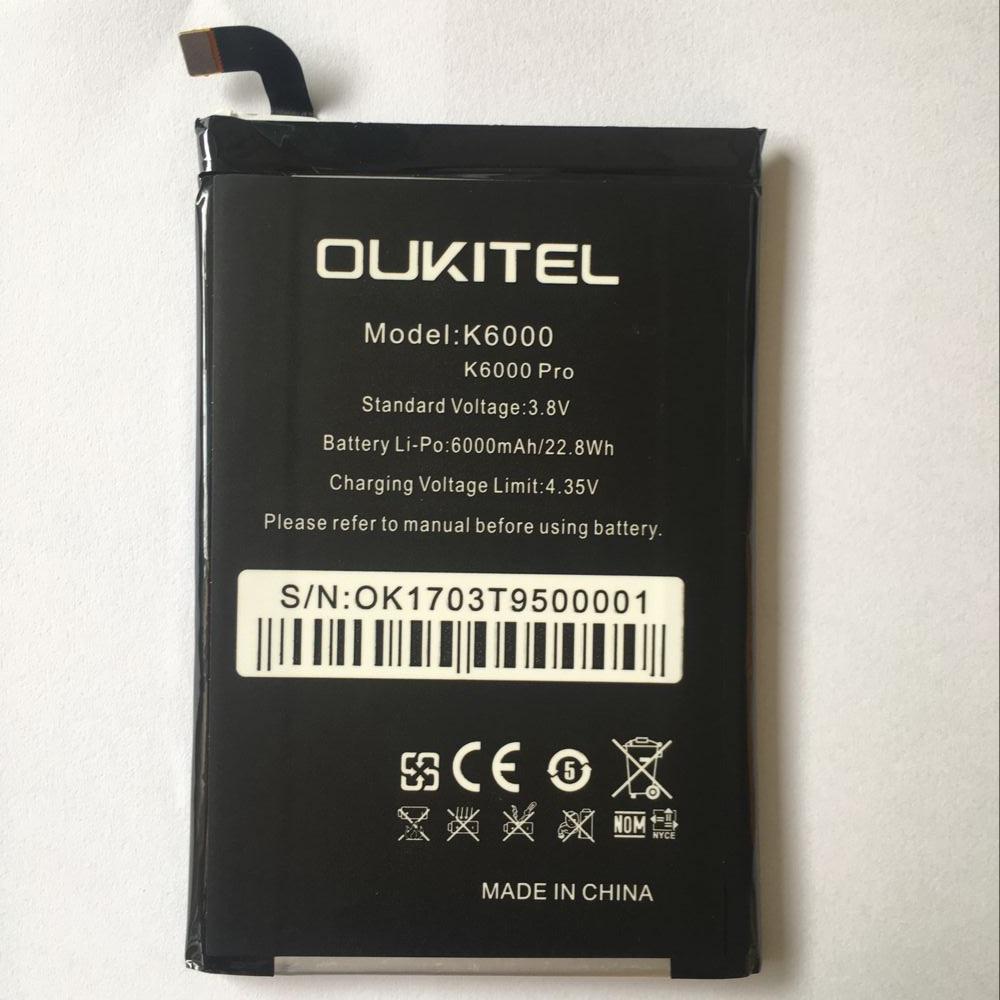 OUKITEL
Model:K6000
K6000 Pro
Standard Voltage:3.8V
Battery Li-Po:6000mAh/22.8Wh
Charging Voltage Limit:4.35V
Please refer to manual before using battery.
S/N:OK1703T9500001
CE 5
NOM NYCE
MADE IN CHINA